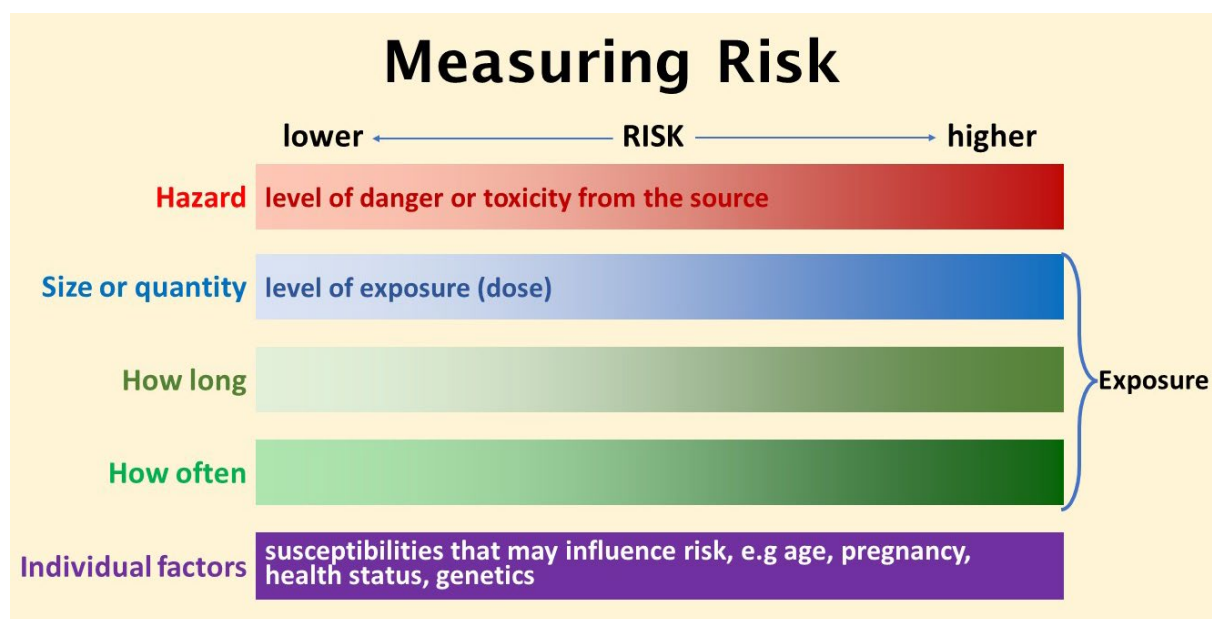 Measuring Risk
lower RISK higher
Hazard level of danger or toxicity from the source
Size or quantity level of exposure (dose)
How long
Exposure
How often
Individual factors susceptibilities that may influence risk, e.g age, pregnancy,
health status, genetics